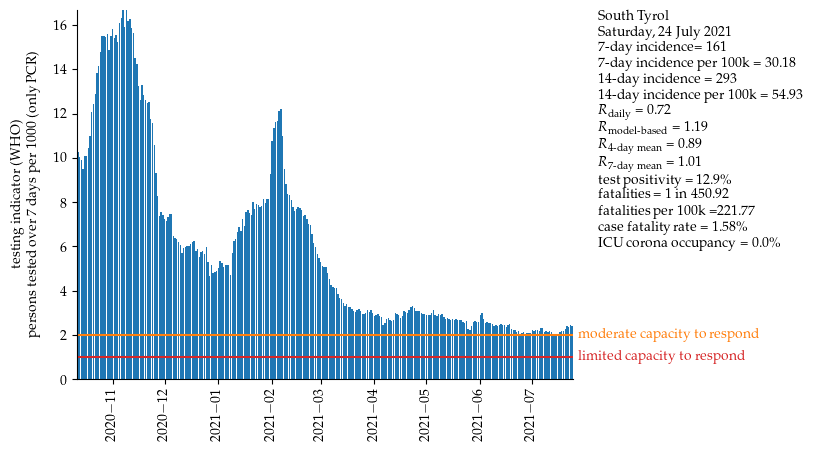 testing indicator (WHO)
persons tested over 7 days per 1000 (only PCR)
16
14
12
10
8
6
4
2
0
2020−11
2020−12
2021−01
2021−02
2021−03
2021−04
2021−05
2021−06
2021−07
moderate capacity to respond
limited capacity to respond
South Tyrol
Saturday, 24 July 2021
7-day incidence= 161
7-day incidence per 100k = 30.18
14-day incidence = 293
14-day incidence per 100k = 54.93
R daily = 0.72
R model-based = 1.19
R 4-day mean = 0.89
R 7-day mean = 1.01
test positivity = 12.9%
fatalities = 1 in 450.92
fatalities per 100k =221.77
case fatality rate = 1.58%
ICU corona occupancy = 0.0%